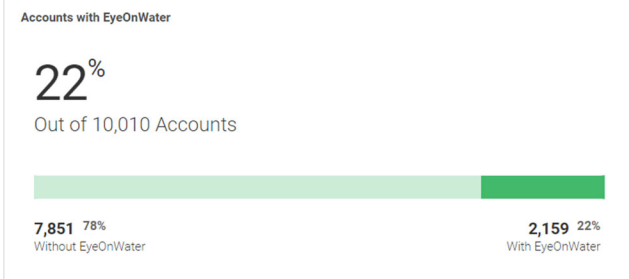 Accounts with EyeOnWater
22%
Out of 10,010 Accounts
7,851 78%
Without EyeOnWater
2,159 22%
With EyeOnWater